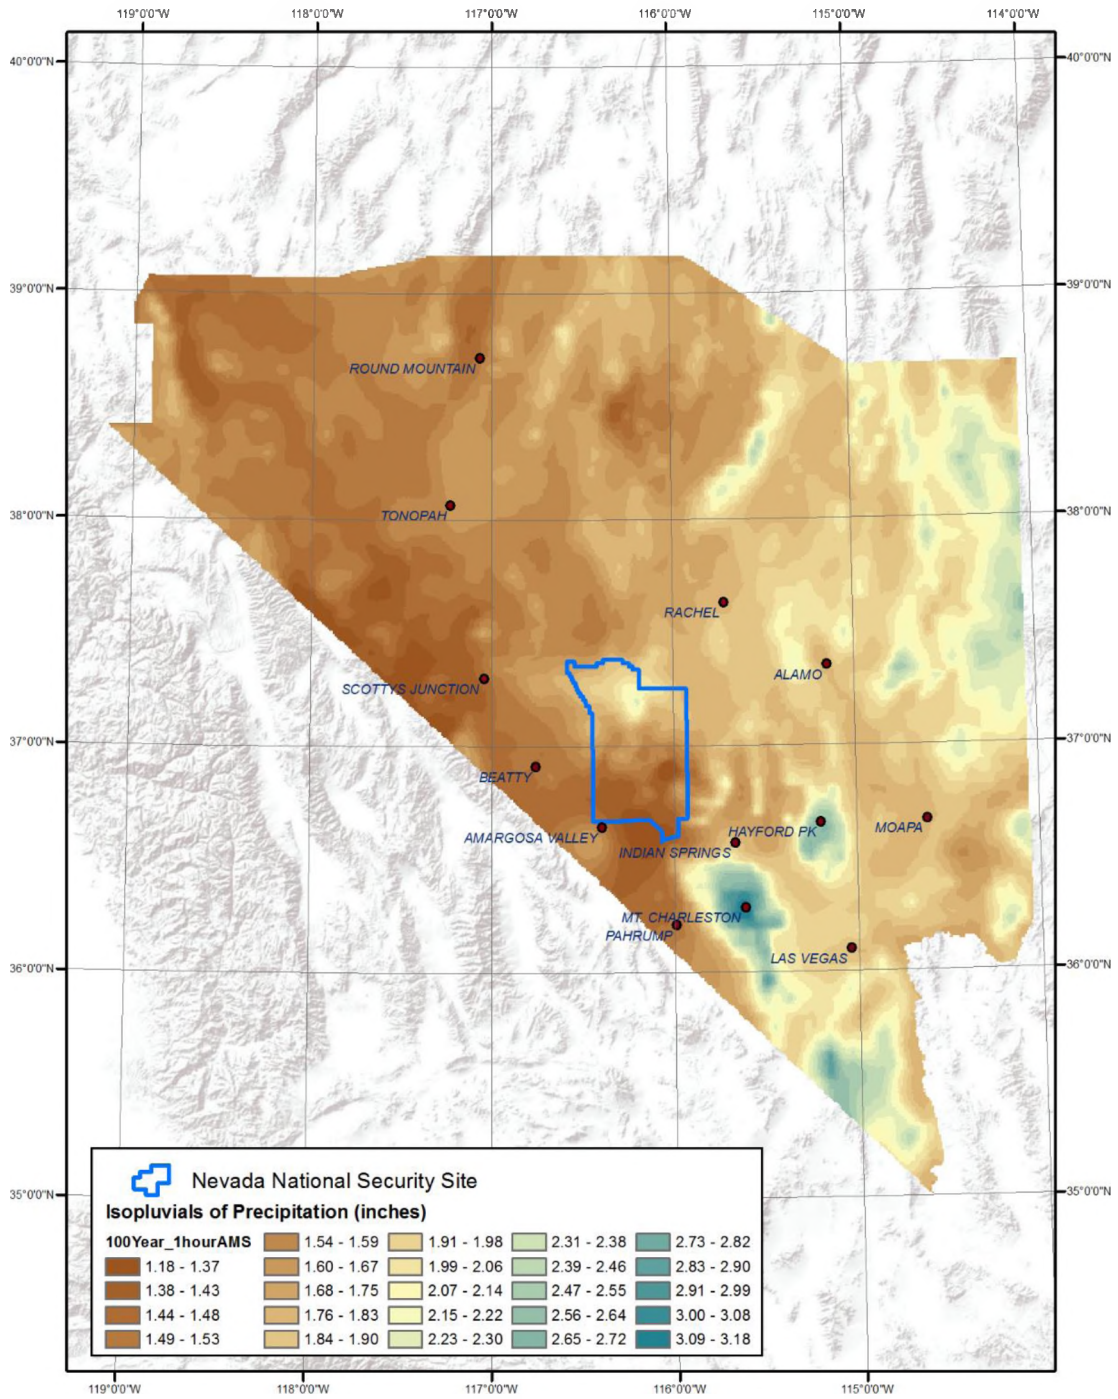 119°0'0"W 118°0'0"W 117°0'0"W 116°0'0"W 115°0'0"W 114°0'0"W
40°0'0"N 40°0'0"N
39°0'0"N 39°0'0"N
ROUND MOUNTAIN
38°0'0"N TONOPAH 38°0'0"N
RACHEL
ALAMO
SCOTTYS JUNCTION
37°0'0"N 37°0'0"N
BEATTY
HAYFORD PK MOAPA
AMARGOSA VALLEY
INDIAN SPRINGS
MT. CHARLESTON
PAHRUMP
LAS VEGAS
36°0'0"N 36°0'0"N
Nevada National Security Site
35°0'0"N 35°0'0"N
Isopluvials of Precipitation (inches)
100Year_1hourAMS 1.54 - 1.59 1.91 - 1.98 2.31 - 2.38 2.73 - 2.82
1.18 - 1.37 1.60 - 1.67 1.99 - 2.06 2.39 - 2.46 2.83 - 2.90
1.38 - 1.43 1.68 - 1.75 2.07 - 2.14 2.47 - 2.55 2.91 - 2.99
1.44 - 1.48 1.76 - 1.83 2.15 - 2.22 2.56 - 2.64 3.00 - 3.08
1.49 - 1.53 1.84 - 1.90 2.23 - 2.30 2.65 - 2.72 3.09 - 3.18
119°0'0"W 118°0'0"W 117°0'0"W 116°0'0"W 115°0'0"W